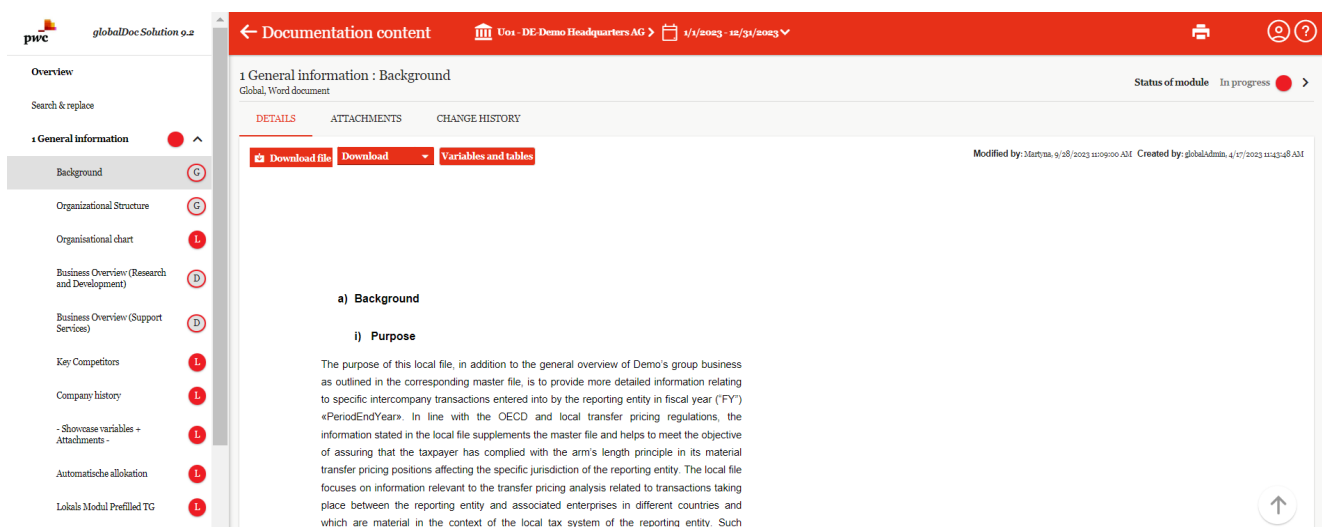 pwc
globalDoc Solution 9.2
Overview
Search & replace
1 General information
Background
G
Organizational Structure
G
Organisational chart
L
Business Overview (Research
and Development)
D
Business Overview (Support
Services)
D
Key Competitors
L
Company history
L
- Showcase variables +
Attachments -
L
Automatische allokation
L
Lokals Modul Prefilled TG
L
Documentation content
U01 - DE-Demo Headquarters AG
1/1/2023 - 12/31/2023
?
1 General information : Background
Global, Word document
Status of module In progress
DETAILS ATTACHMENTS CHANGE HISTORY
Download file Download Variables and tables
Modified by: Martyna, 9/28/2023 11:09:00 AM Created by: globalAdmin, 4/17/2023 11:43:48 AM
a) Background
i) Purpose
The purpose of this local file, in addition to the general overview of Demo's group business
as outlined in the corresponding master file, is to provide more detailed information relating
to specific intercompany transactions entered into by the reporting entity in fiscal year ("FY")
«PeriodEndYear». In line with the OECD and local transfer pricing regulations, the
information stated in the local file supplements the master file and helps to meet the objective
of assuring that the taxpayer has complied with the arm's length principle in its material
transfer pricing positions affecting the specific jurisdiction of the reporting entity. The local file
focuses on information relevant to the transfer pricing analysis related to transactions taking
place between the reporting entity and associated enterprises in different countries and
which are material in the context of the local tax system of the reporting entity. Such